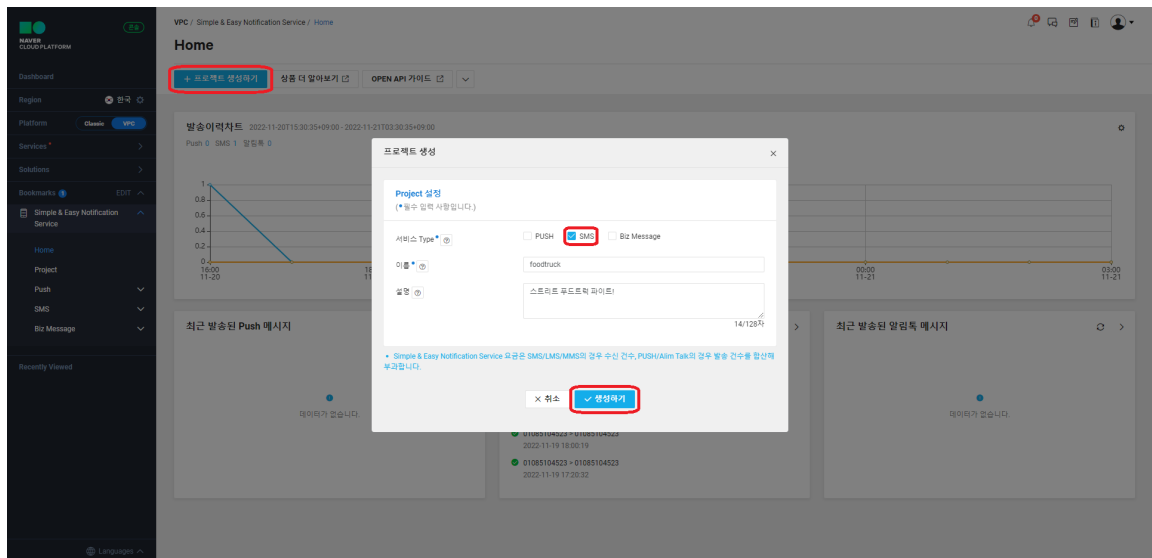 NAVER
CLOUD PLATFORM
콘솔
VPC / Simple & Easy Notification Service / Home
Home
Dashboard
Region
한국
Platform
Classic
VPC
Services
Solutions
Bookmarks 1
EDIT
Simple & Easy Notification
Service
Home
Project
Push
SMS
Biz Message
Recently Viewed
Languages
+ 프로젝트 생성하기
상품 더 알아보기
OPEN API 가이드
발송이력차트 2022-11-20T15:30:35+09:00 - 2022-11-21T03:30:35+09:00
Push 0 SMS 1 알림톡 0
1
0.8
0.6
0.4
0.2
0
16:00
11-20
18
11
00:00
11-21
03:00
11-21
프로젝트 생성
Project 설정
(•필수 입력 사항입니다.)
서비스 Type
PUSH
SMS
Biz Message
이름
foodtruck
설명
스트리트 푸드트럭 파이트!
14/128자
• Simple & Easy Notification Service 요금은 SMS/LMS/MMS의 경우 수신 건수, PUSH/Alim Talk의 경우 발송 건수를 합산해
부과합니다.
취소
생성하기
최근 발송된 Push 메시지
데이터가 없습니다.
01085104523 > 01085104523
2022-11-19 18:00:19
01085104523 > 01085104523
2022-11-19 17:20:32
최근 발송된 알림톡 메시지
데이터가 없습니다.